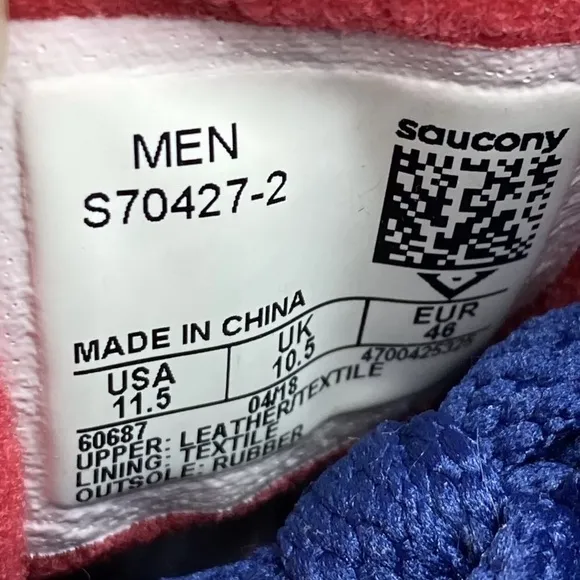 MEN
S70427-2
saucony
MADE IN CHINA
USA
11.5
UK
10.5
EUR
46
60687
04/18
4700425325
UPPER: LEATHER/TEXTILE
LINING: TEXTILE
OUTSOLE: RUBBER